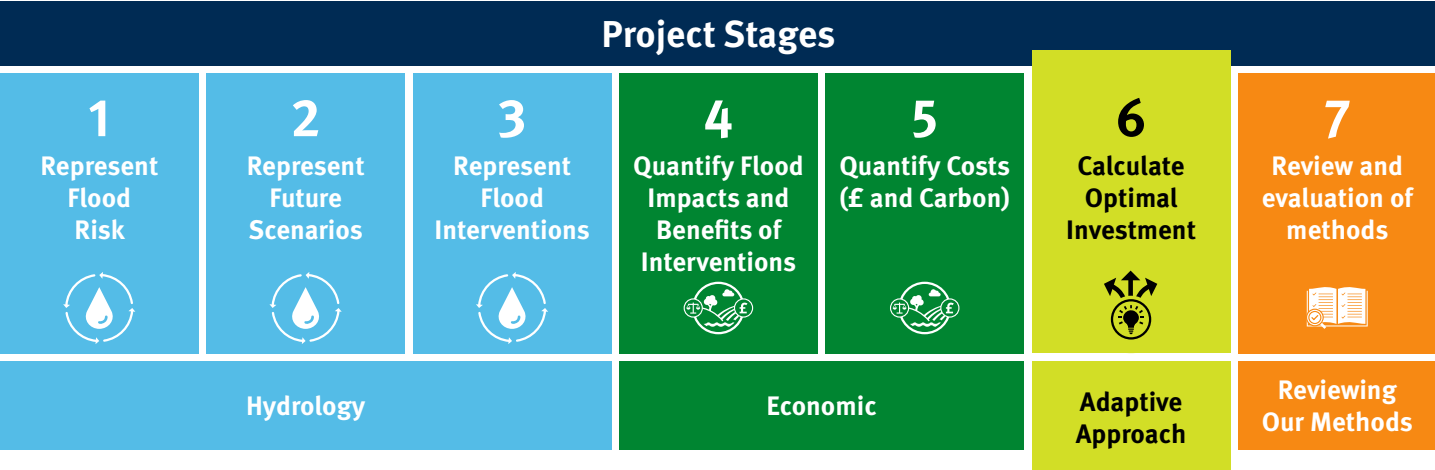 Project Stages
1
Represent
Flood
Risk
2
Represent
Future
Scenarios
3
Represent
Flood
Interventions
4
Quantify Flood
Impacts and
Benefits of
Interventions
£
5
Quantify Costs
(£ and Carbon)
£
6
Calculate
Optimal
Investment
7
Review and
evaluation of
methods
Hydrology
Economic
Adaptive
Approach
Reviewing
Our Methods